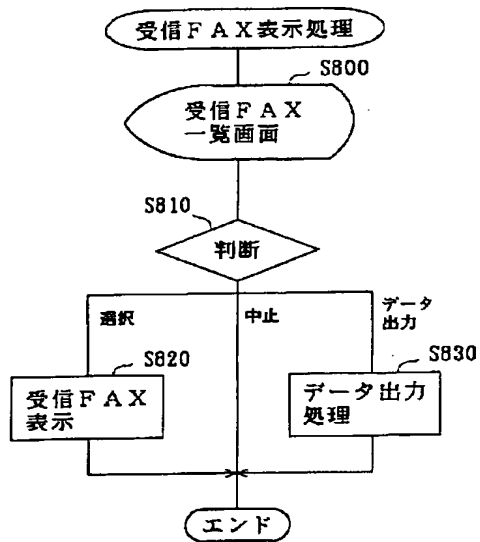 受信ＦＡＸ表示処理
S800
受信ＦＡＸ
一覧画面
S810
判断
選択
中止
データ
出力
S820
受信ＦＡＸ
表示
S830
データ出力
処理
エンド